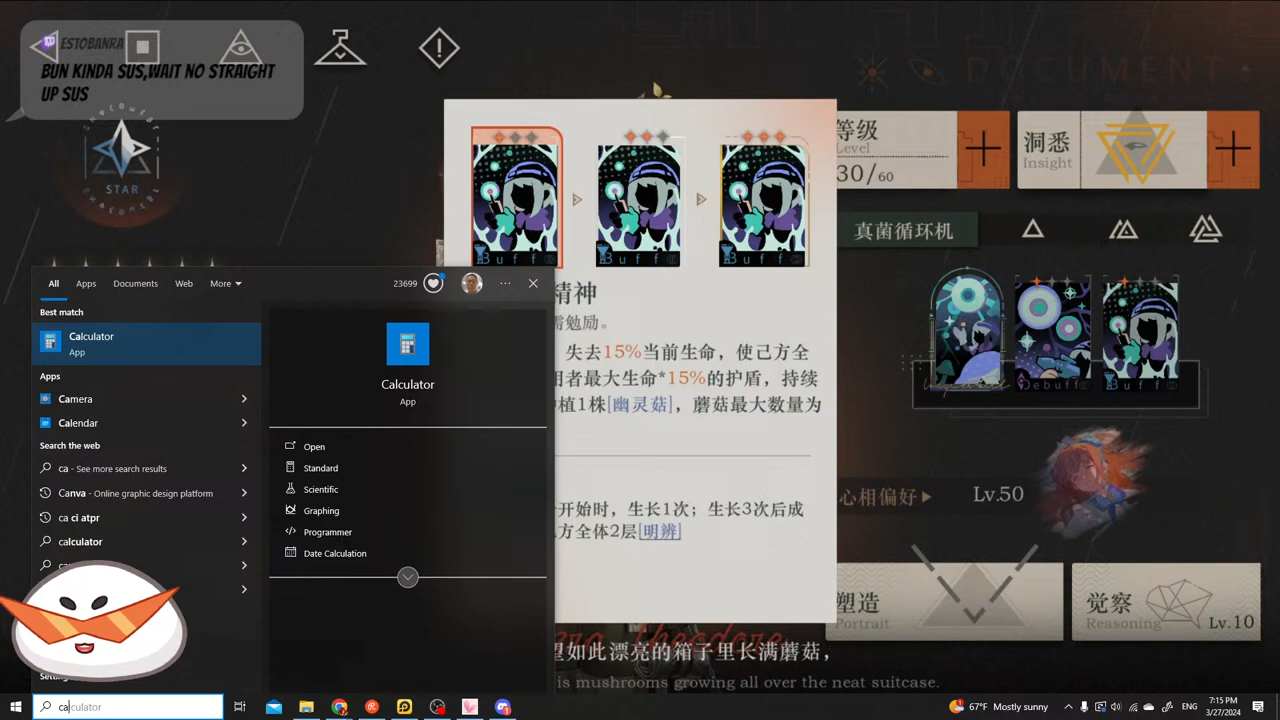 ESTOBANRA
BUN KINDA SUS,WAIT NO STRAIGHT
UP SUS
STAR
DOCUMENT
等级
Level
30/60
洞悉
Insight
真菌循环机
Buff
Buff
Buff
精神
需勉励。
失去15%当前生命，使己方全
用者最大生命*15%的护盾，持续
植1株[幽灵菇]，蘑菇最大数量为
开始时，生长1次；生长3次后成
方全体2层[明辨]
Debuff
Buff
心相偏好
Lv.50
塑造
Portrait
觉察
Reasoning
Lv.10
望如此漂亮的箱子里长满蘑菇，
is mushrooms growing all over the neat suitcase.
All
Apps
Documents
Web
More
23699
Best match
Calculator
App
Apps
Camera
Calendar
Search the web
ca - See more search results
Canva - Online graphic design platform
ca ci atpr
calculator
Calculator
App
Open
Standard
Scientific
Graphing
Programmer
Date Calculation
calculator
67°F Mostly sunny
ENG
7:15 PM
3/27/2024